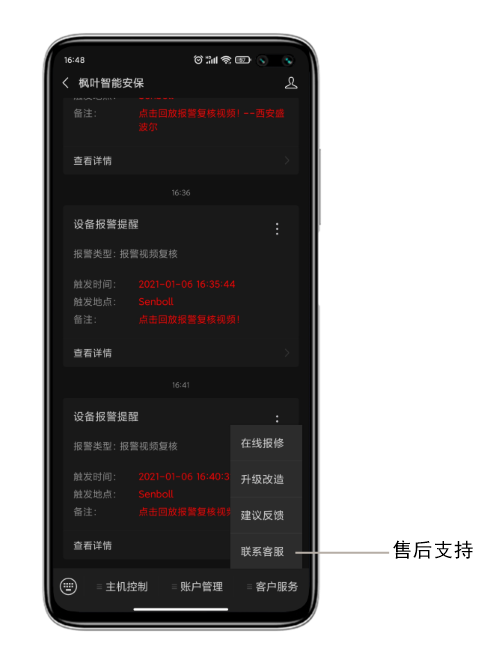 16:48
枫叶智能安保
备注： 点击回放报警复核视频！--西安盛
波尔
查看详情
16:36
设备报警提醒
报警类型: 报警视频复核
触发时间： 2021-01-06 16:35:44
触发地点： Senboll
备注： 点击回放报警复核视频！
查看详情
16:41
设备报警提醒
报警类型: 报警视频复核
触发时间： 2021-01-06 16:40:3
触发地点： Senboll
备注： 点击回放报警复核视
查看详情
在线报修
升级改造
建议反馈
联系客服
售后支持
主机控制 账户管理 客户服务